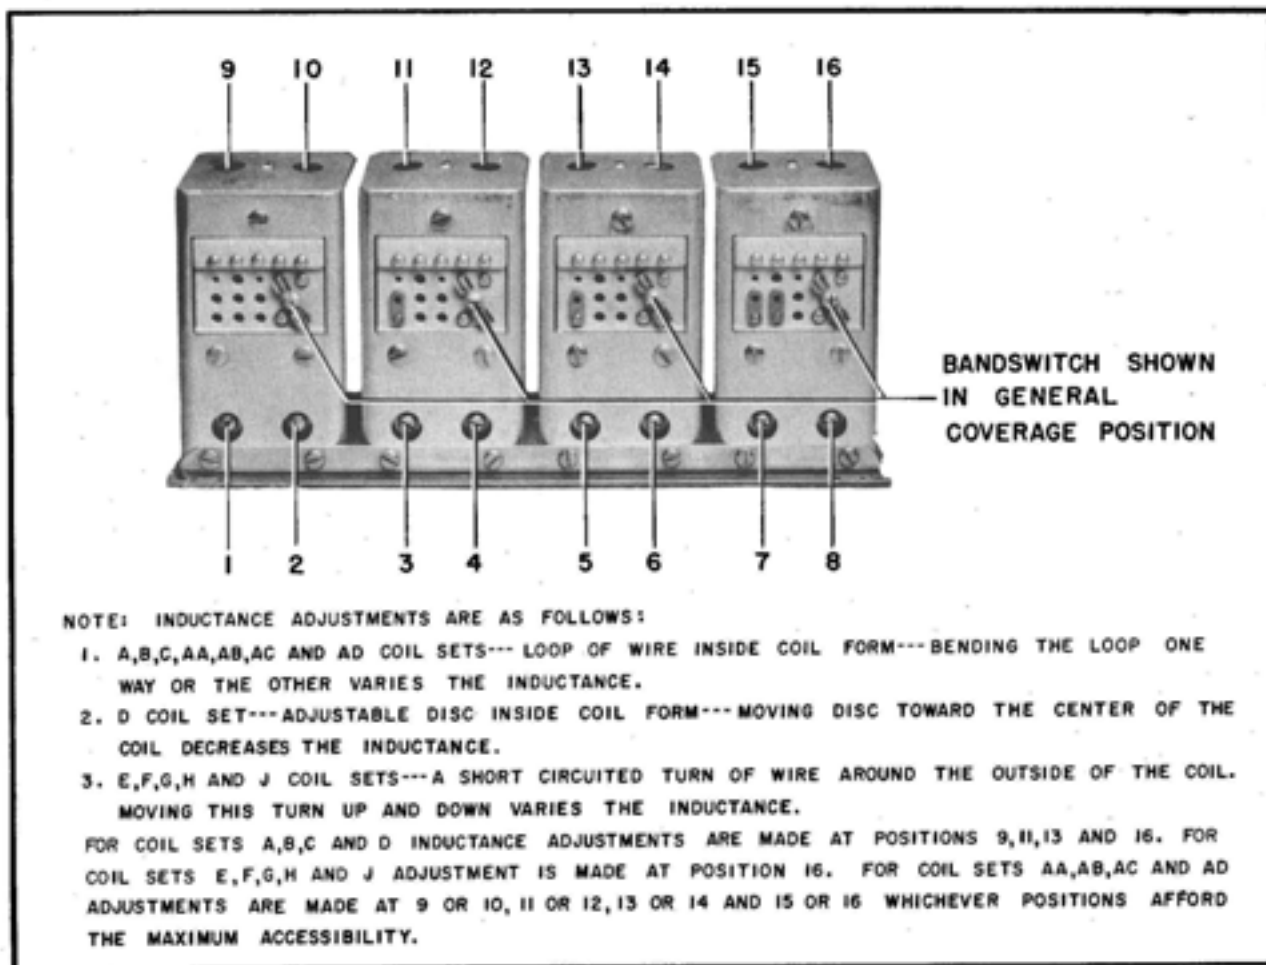 9 10 11 12 13 14 15 16
BANDSWITCH SHOWN
IN GENERAL
COVERAGE POSITION
1 2 3 4 5 6 7 8
NOTE: INDUCTANCE ADJUSTMENTS ARE AS FOLLOWS:
1. A,B,C,AA,AB,AC AND AD COIL SETS---LOOP OF WIRE INSIDE COIL FORM---BENDING THE LOOP ONE
WAY OR THE OTHER VARIES THE INDUCTANCE.
2. D COIL SET---ADJUSTABLE DISC INSIDE COIL FORM---MOVING DISC TOWARD THE CENTER OF THE
COIL DECREASES THE INDUCTANCE.
3. E,F,G,H AND J COIL SETS---A SHORT CIRCUITED TURN OF WIRE AROUND THE OUTSIDE OF THE COIL.
MOVING THIS TURN UP AND DOWN VARIES THE INDUCTANCE.
FOR COIL SETS A,B,C AND D INDUCTANCE ADJUSTMENTS ARE MADE AT POSITIONS 9,11,13 AND 16. FOR
COIL SETS E,F,G,H AND J ADJUSTMENT IS MADE AT POSITION 16. FOR COIL SETS AA,AB,AC AND AD
ADJUSTMENTS ARE MADE AT 9 OR 10, 11 OR 12, 13 OR 14 AND 15 OR 16 WHICHEVER POSITIONS AFFORD
THE MAXIMUM ACCESSIBILITY.